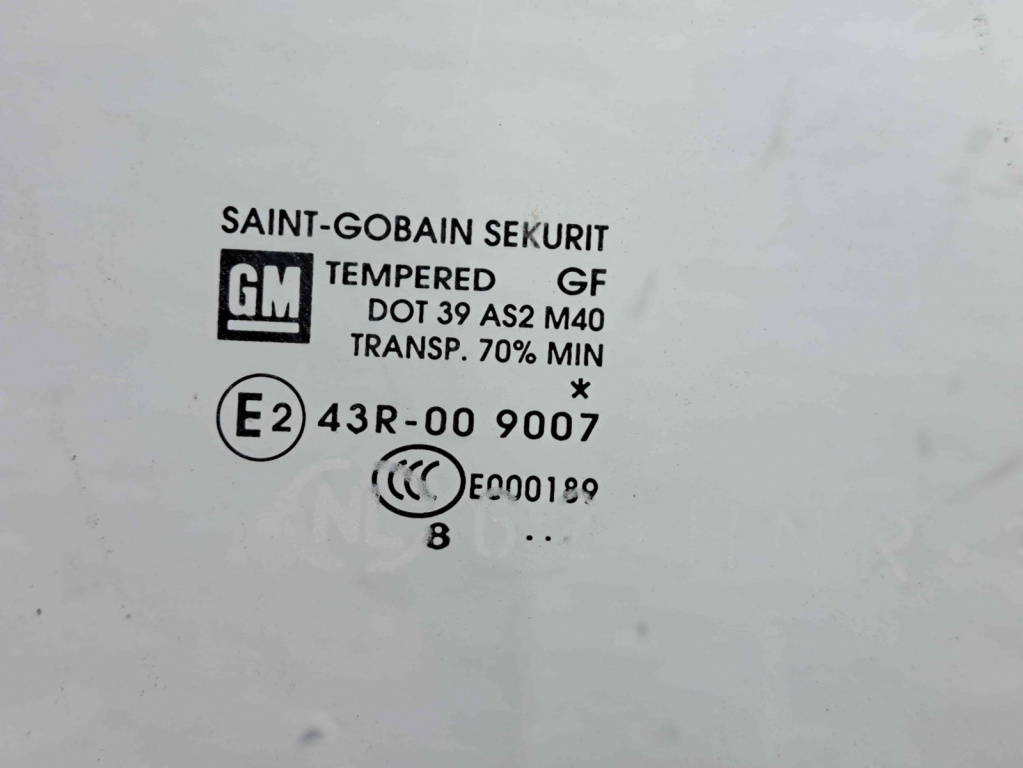 SAINT-GOBAIN SEKURIT
GM TEMPERED GF
DOT 39 AS2 M40
TRANSP. 70% MIN
*
E2 43R-00 9007
CCC E000189
8 ..